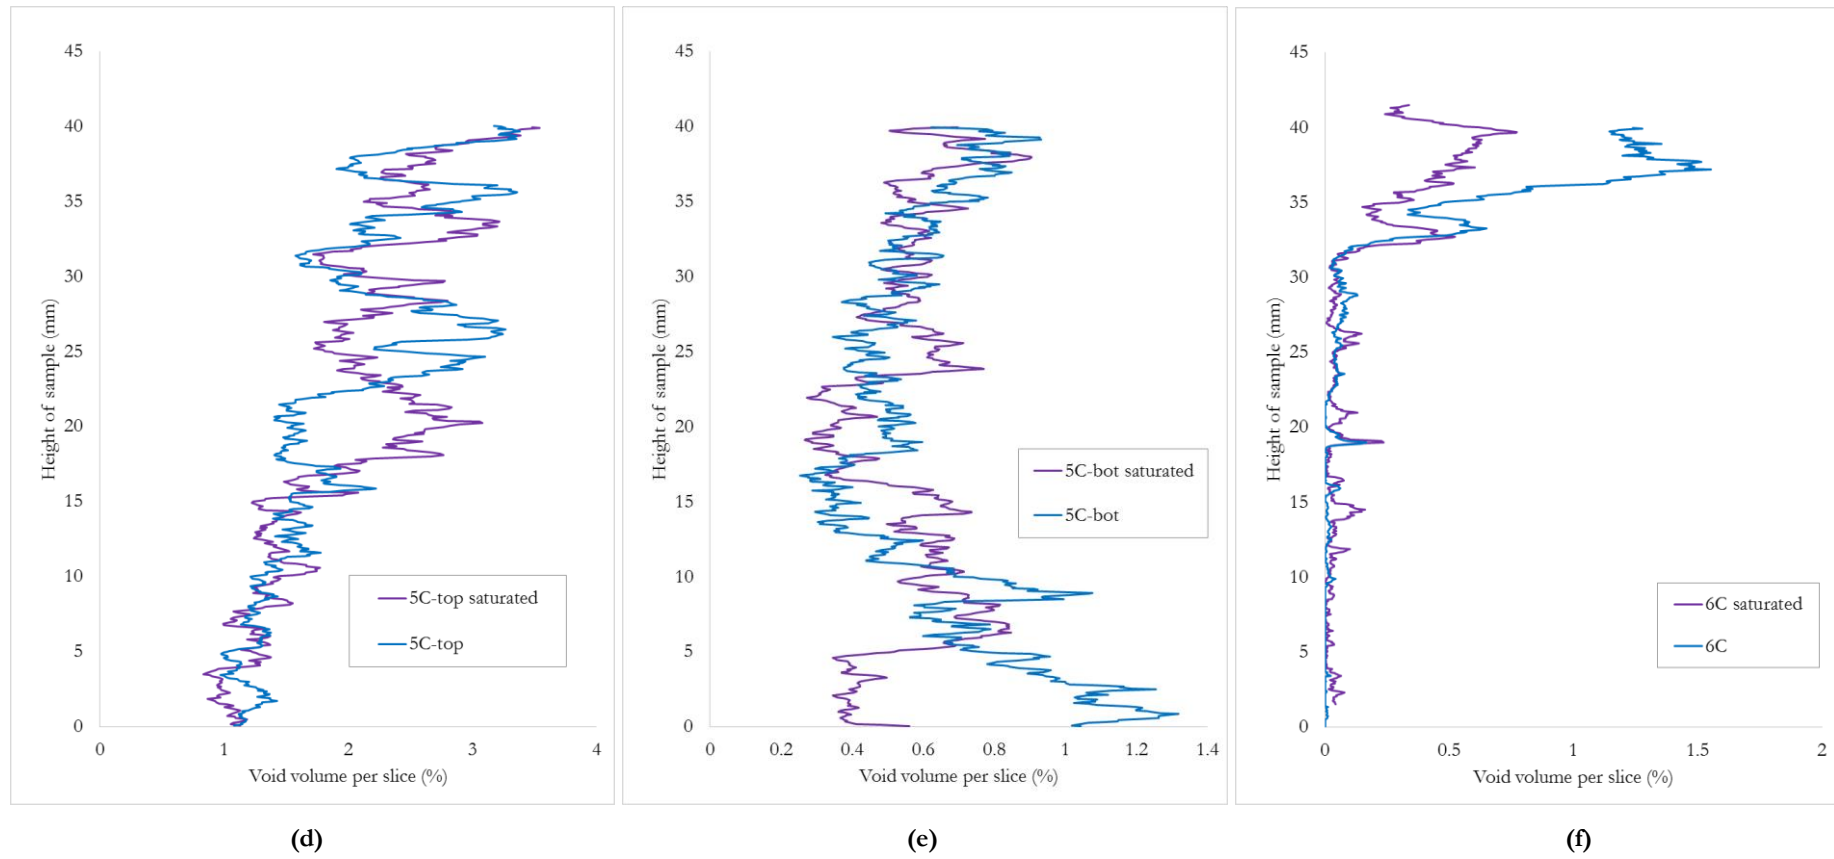 45
40
35
30
25
20
15
10
5
0
Height of sample (mm)
0 1 2 3 4
Void volume per slice (%)
5C-top saturated
5C-top
(d)
45
40
35
30
25
20
15
10
5
0
Height of sample (mm)
0 0.2 0.4 0.6 0.8 1 1.2 1.4
Void volume per slice (%)
5C-bot saturated
5C-bot
(e)
45
40
35
30
25
20
15
10
5
0
Height of sample (mm)
0 0.5 1 1.5 2
Void volume per slice (%)
6C saturated
6C
(f)